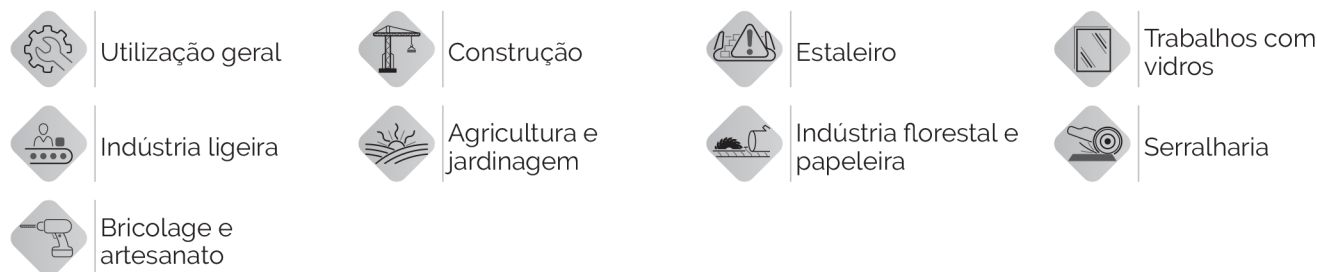 Utilização geral
Construção
Estaleiro
Trabalhos com
vidros
Indústria ligeira
Agricultura e
jardinagem
Indústria florestal e
papeleira
Serralharia
Bricolage e
artesanato